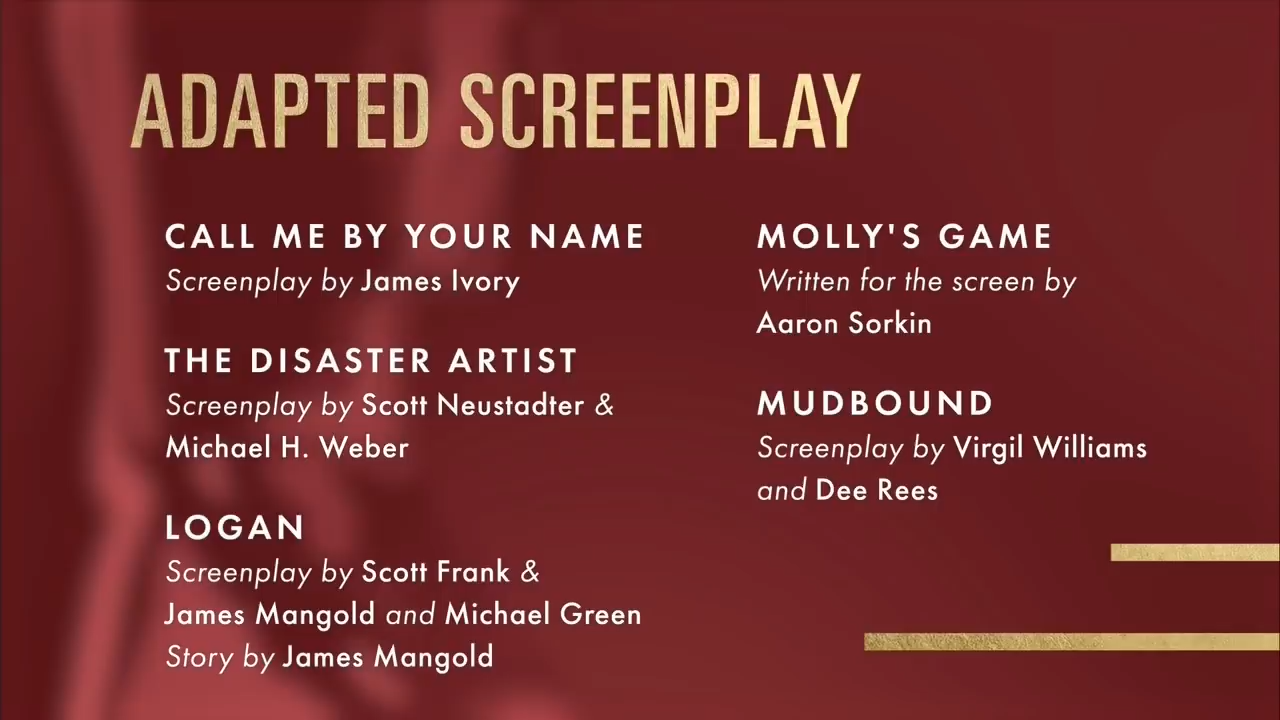 ADAPTED SCREENPLAY
CALL ME BY YOUR NAME
Screenplay by James Ivory
THE DISASTER ARTIST
Screenplay by Scott Neustadter &
Michael H. Weber
LOGAN
Screenplay by Scott Frank &
James Mangold and Michael Green
Story by James Mangold
MOLLY'S GAME
Written for the screen by
Aaron Sorkin
MUDBOUND
Screenplay by Virgil Williams
and Dee Rees